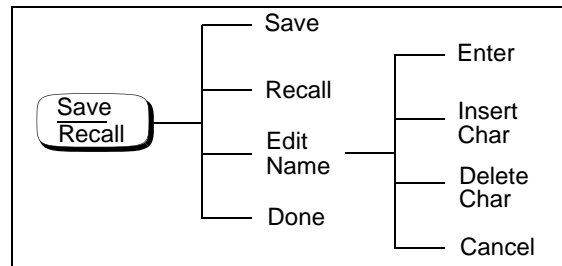 Save
Recall
Save
Recall
Edit
Name
Done
Enter
Insert
Char
Delete
Char
Cancel